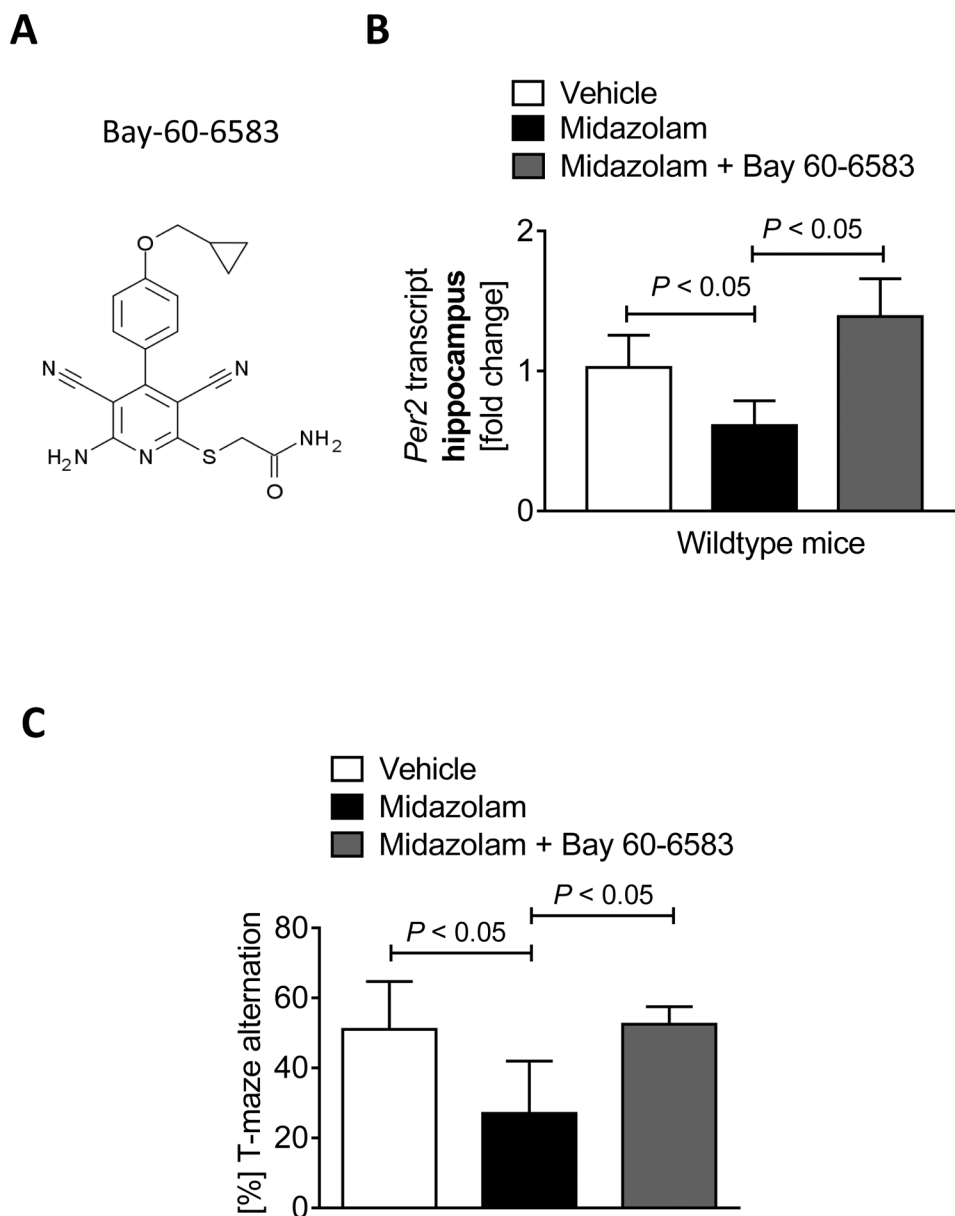 A
Bay-60-6583
O
N
N
H₂N
N
S
NH₂
O
B
Vehicle
Midazolam
Midazolam + Bay 60-6583
Per2 transcript
hippocampus
[fold change]
2
1
0
P < 0.05
P < 0.05
Wildtype mice
C
Vehicle
Midazolam
Midazolam + Bay 60-6583
[%] T-maze alternation
80
60
40
20
0
P < 0.05
P < 0.05